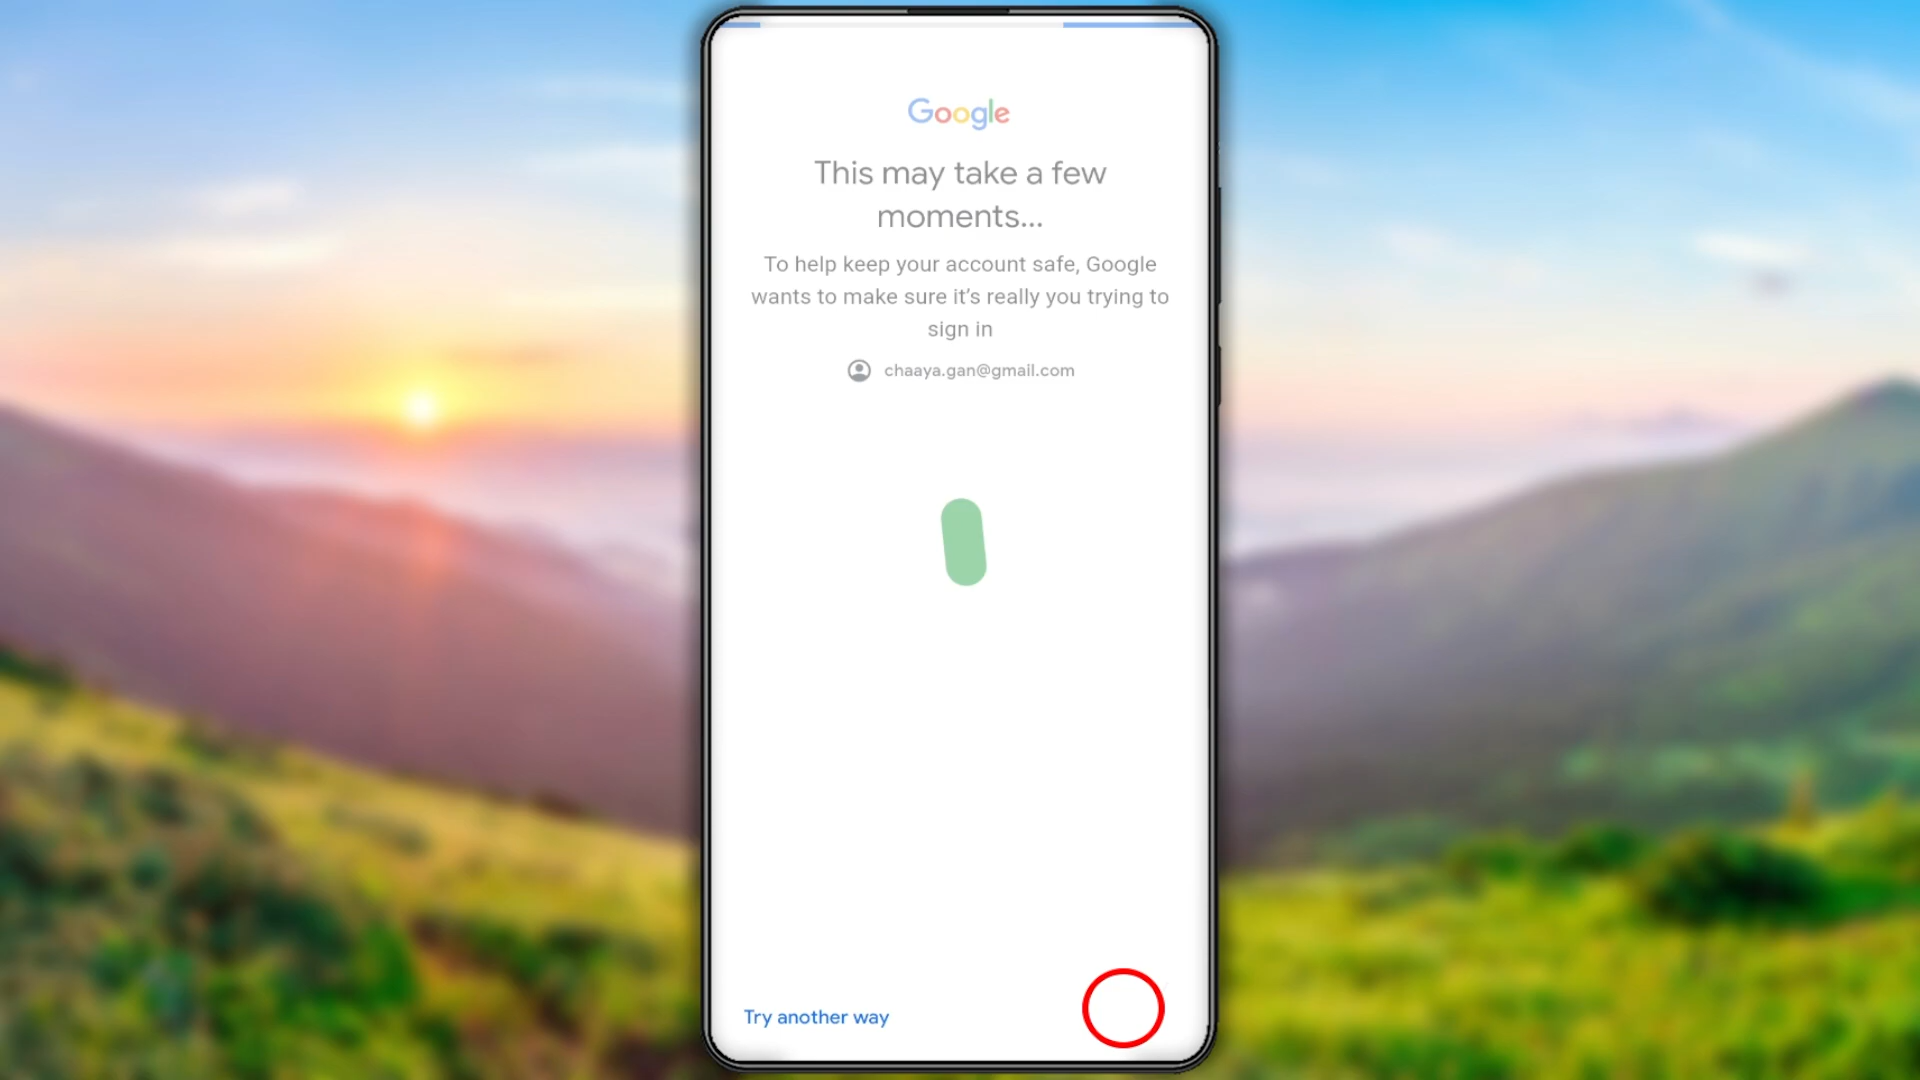 Google
This may take a few
moments...
To help keep your account safe, Google
wants to make sure it’s really you trying to
sign in
chaaya.gan@gmail.com
Try another way